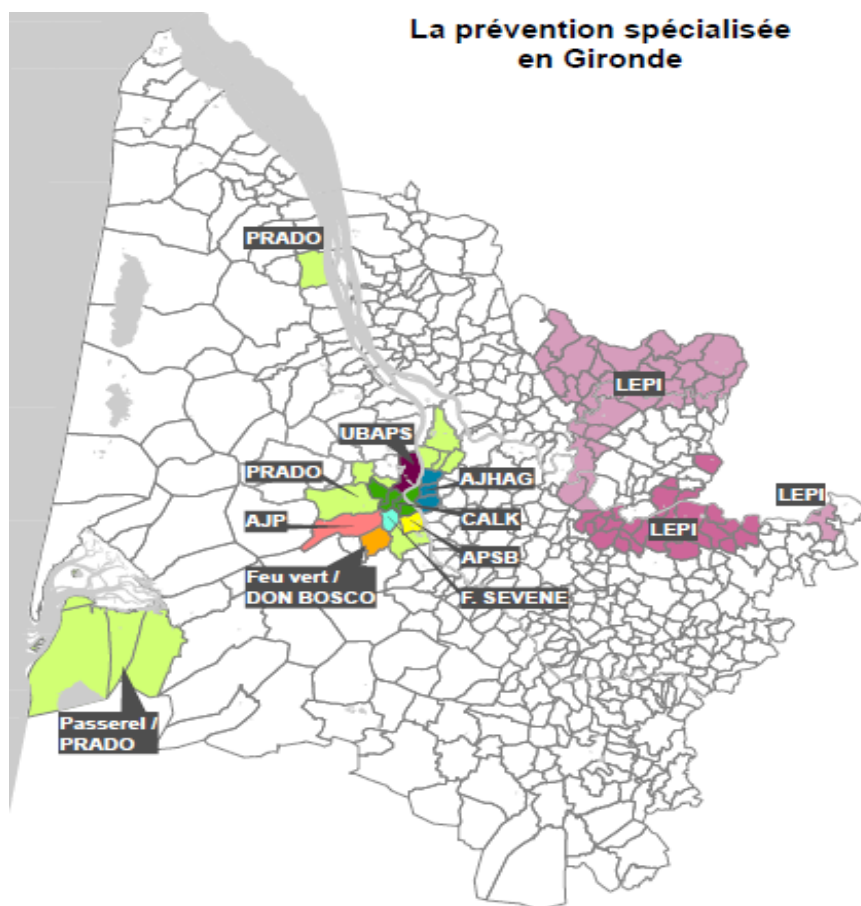 La prévention spécialisée
en Gironde
PRADO
LEPI
UBAPS
PRADO
AJHAG
LEPI
AJP
CALK
LEPI
APSB
Feu vert /
DON BOSCO
F. SEVENE
Passerel /
PRADO